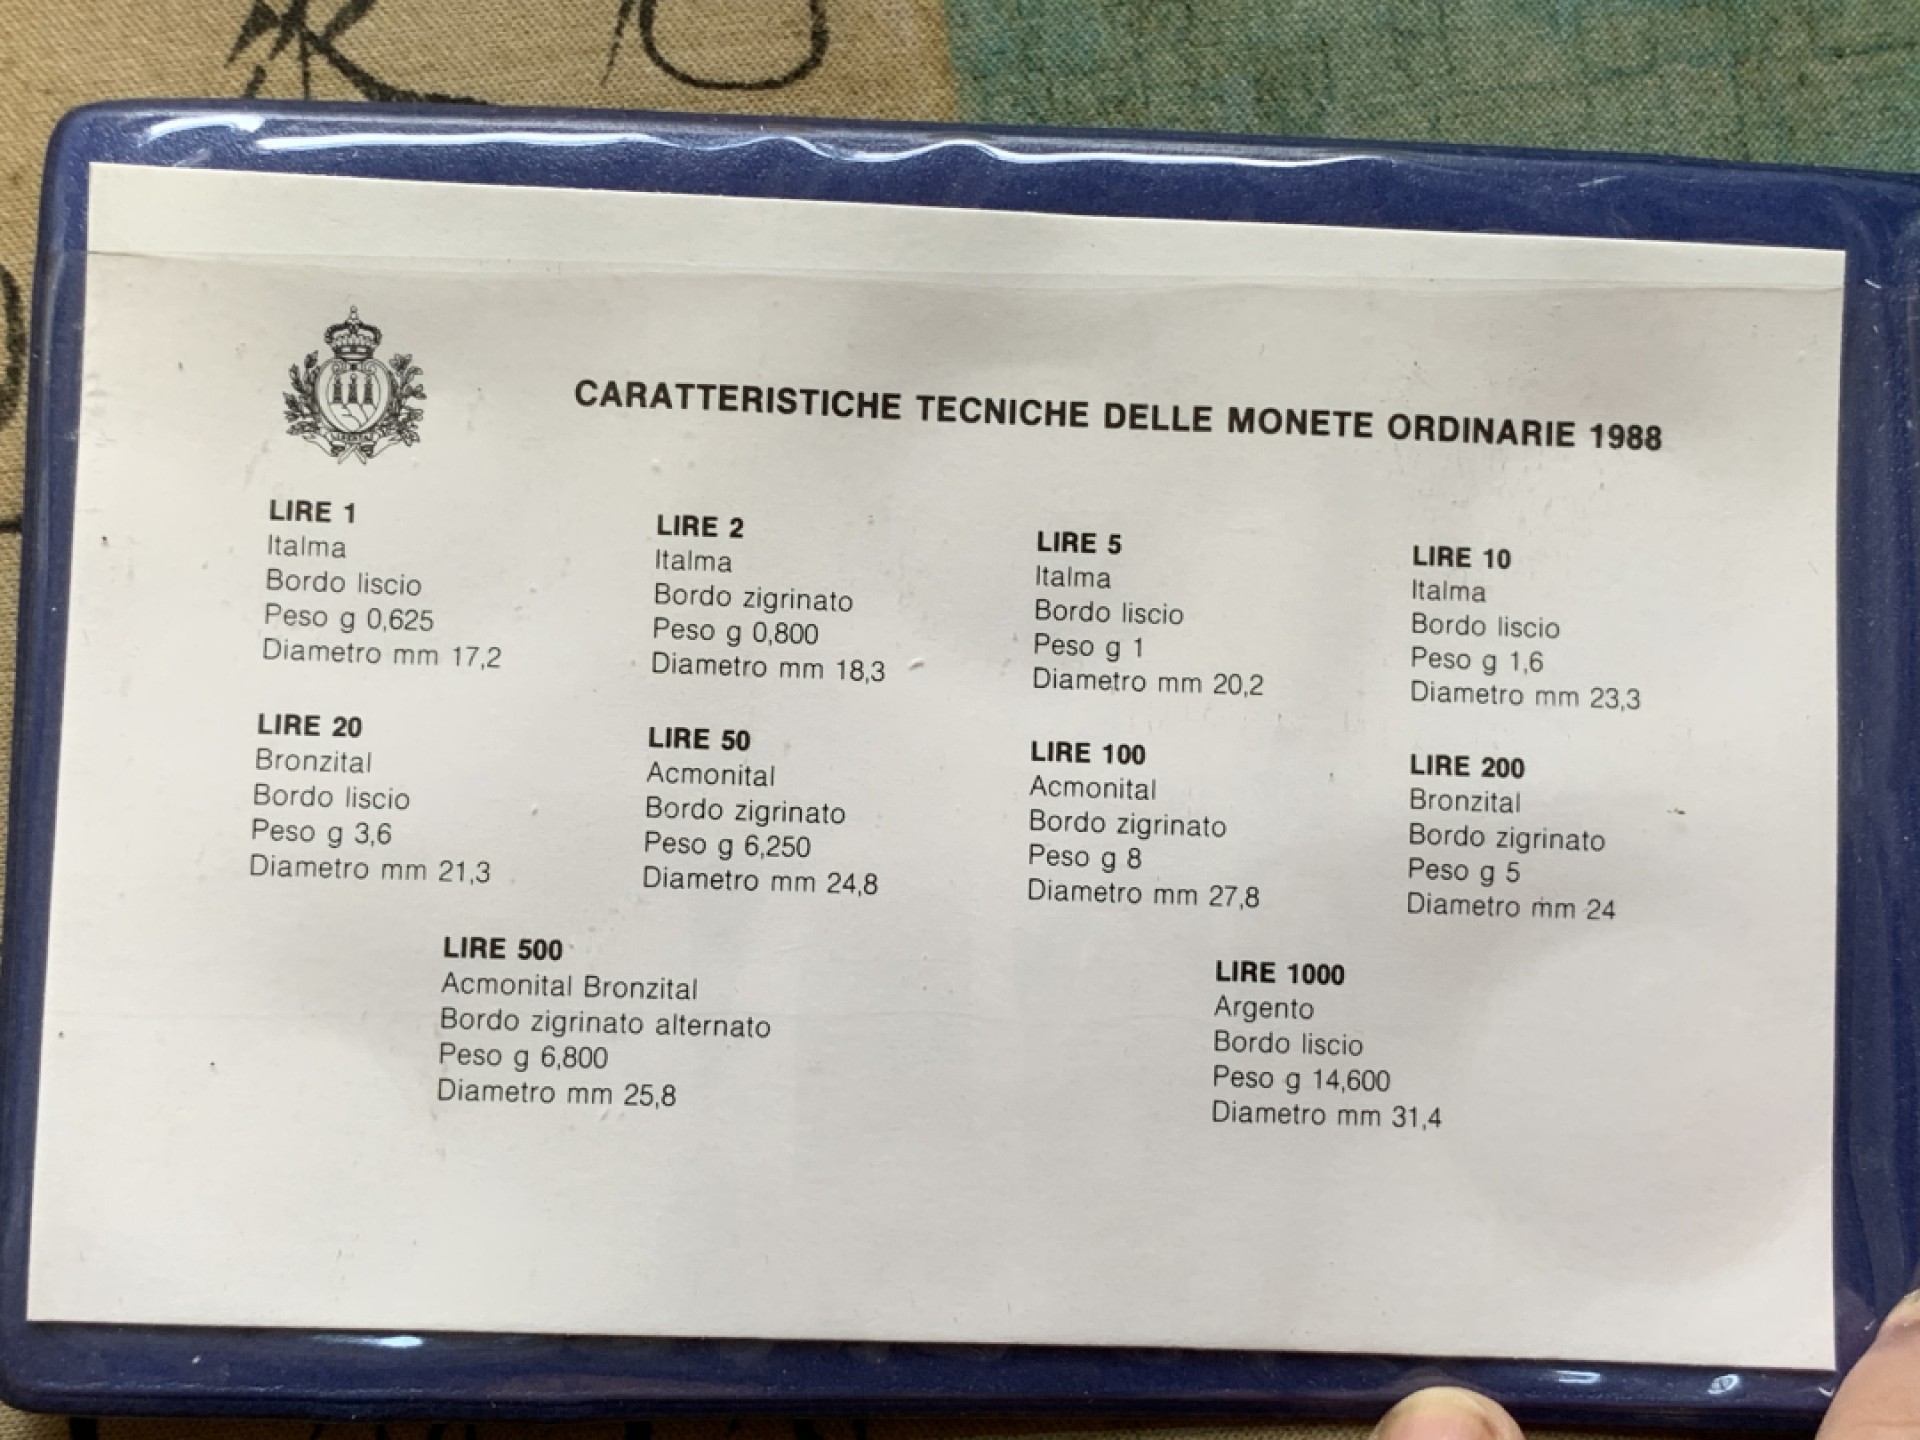 LIBERTAS
CARATTERISTICHE TECNICHE DELLE MONETE ORDINARIE 1988
LIRE 1
Italma
Bordo liscio
Peso g 0,625
Diametro mm 17,2
LIRE 2
Italma
Bordo zigrinato
Peso g 0,800
Diametro mm 18,3
LIRE 5
Italma
Bordo liscio
Peso g 1
Diametro mm 20,2
LIRE 10
Italma
Bordo liscio
Peso g 1,6
Diametro mm 23,3
LIRE 20
Bronzital
Bordo liscio
Peso g 3,6
Diametro mm 21,3
LIRE 50
Acmonital
Bordo zigrinato
Peso g 6,250
Diametro mm 24,8
LIRE 100
Acmonital
Bordo zigrinato
Peso g 8
Diametro mm 27,8
LIRE 200
Bronzital
Bordo zigrinato
Peso g 5
Diametro mm 24
LIRE 500
Acmonital Bronzital
Bordo zigrinato alternato
Peso g 6,800
Diametro mm 25,8
LIRE 1000
Argento
Bordo liscio
Peso g 14,600
Diametro mm 31,4